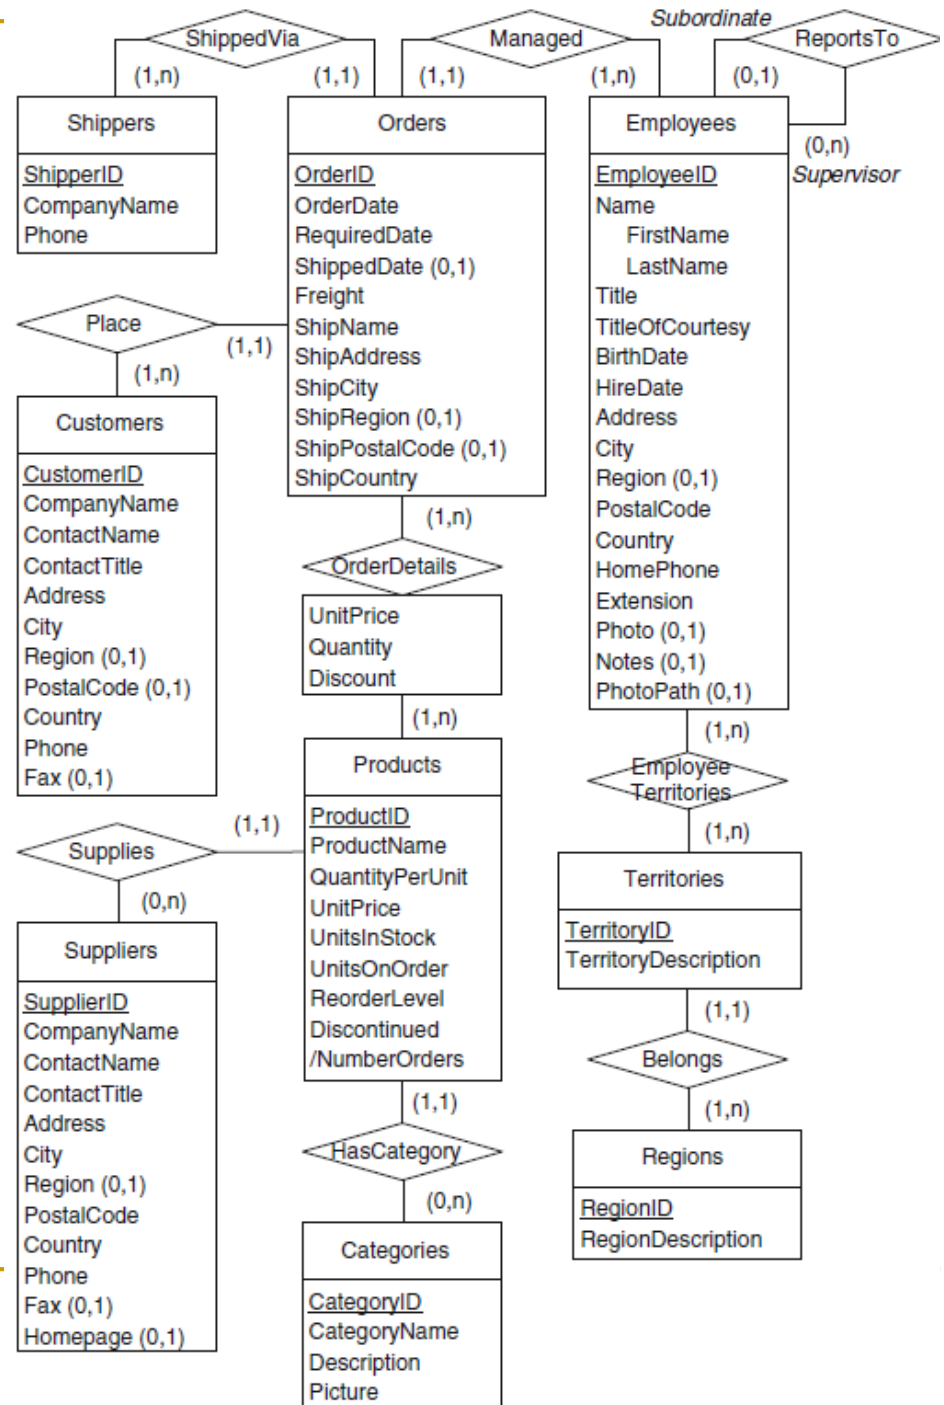 Subordinate
ShippedVia
Managed
ReportsTo
(1,n)
(1,1)
(1,1)
(1,n)
(0,1)
(0,n)
Supervisor
Shippers
ShipperID
CompanyName
Phone
Orders
OrderID
OrderDate
RequiredDate
ShippedDate (0,1)
Freight
ShipName
ShipAddress
ShipCity
ShipRegion (0,1)
ShipPostalCode (0,1)
ShipCountry
Employees
EmployeeID
Name
FirstName
LastName
Title
TitleOfCourtesy
BirthDate
HireDate
Address
City
Region (0,1)
PostalCode
Country
HomePhone
Extension
Photo (0,1)
Notes (0,1)
PhotoPath (0,1)
Place
(1,1)
(1,n)
Customers
CustomerID
CompanyName
ContactName
ContactTitle
Address
City
Region (0,1)
PostalCode (0,1)
Country
Phone
Fax (0,1)
(1,n)
OrderDetails
UnitPrice
Quantity
Discount
(1,n)
Products
ProductID
ProductName
QuantityPerUnit
UnitPrice
UnitsInStock
UnitsOnOrder
ReorderLevel
Discontinued
/NumberOrders
(1,n)
Employee
Territories
(1,n)
Territories
TerritoryID
TerritoryDescription
(1,1)
Belongs
(1,n)
Regions
RegionID
RegionDescription
(1,1)
Supplies
(0,n)
Suppliers
SupplierID
CompanyName
ContactName
ContactTitle
Address
City
Region (0,1)
PostalCode
Country
Phone
Fax (0,1)
Homepage (0,1)
(1,1)
HasCategory
(0,n)
Categories
CategoryID
CategoryName
Description
Picture